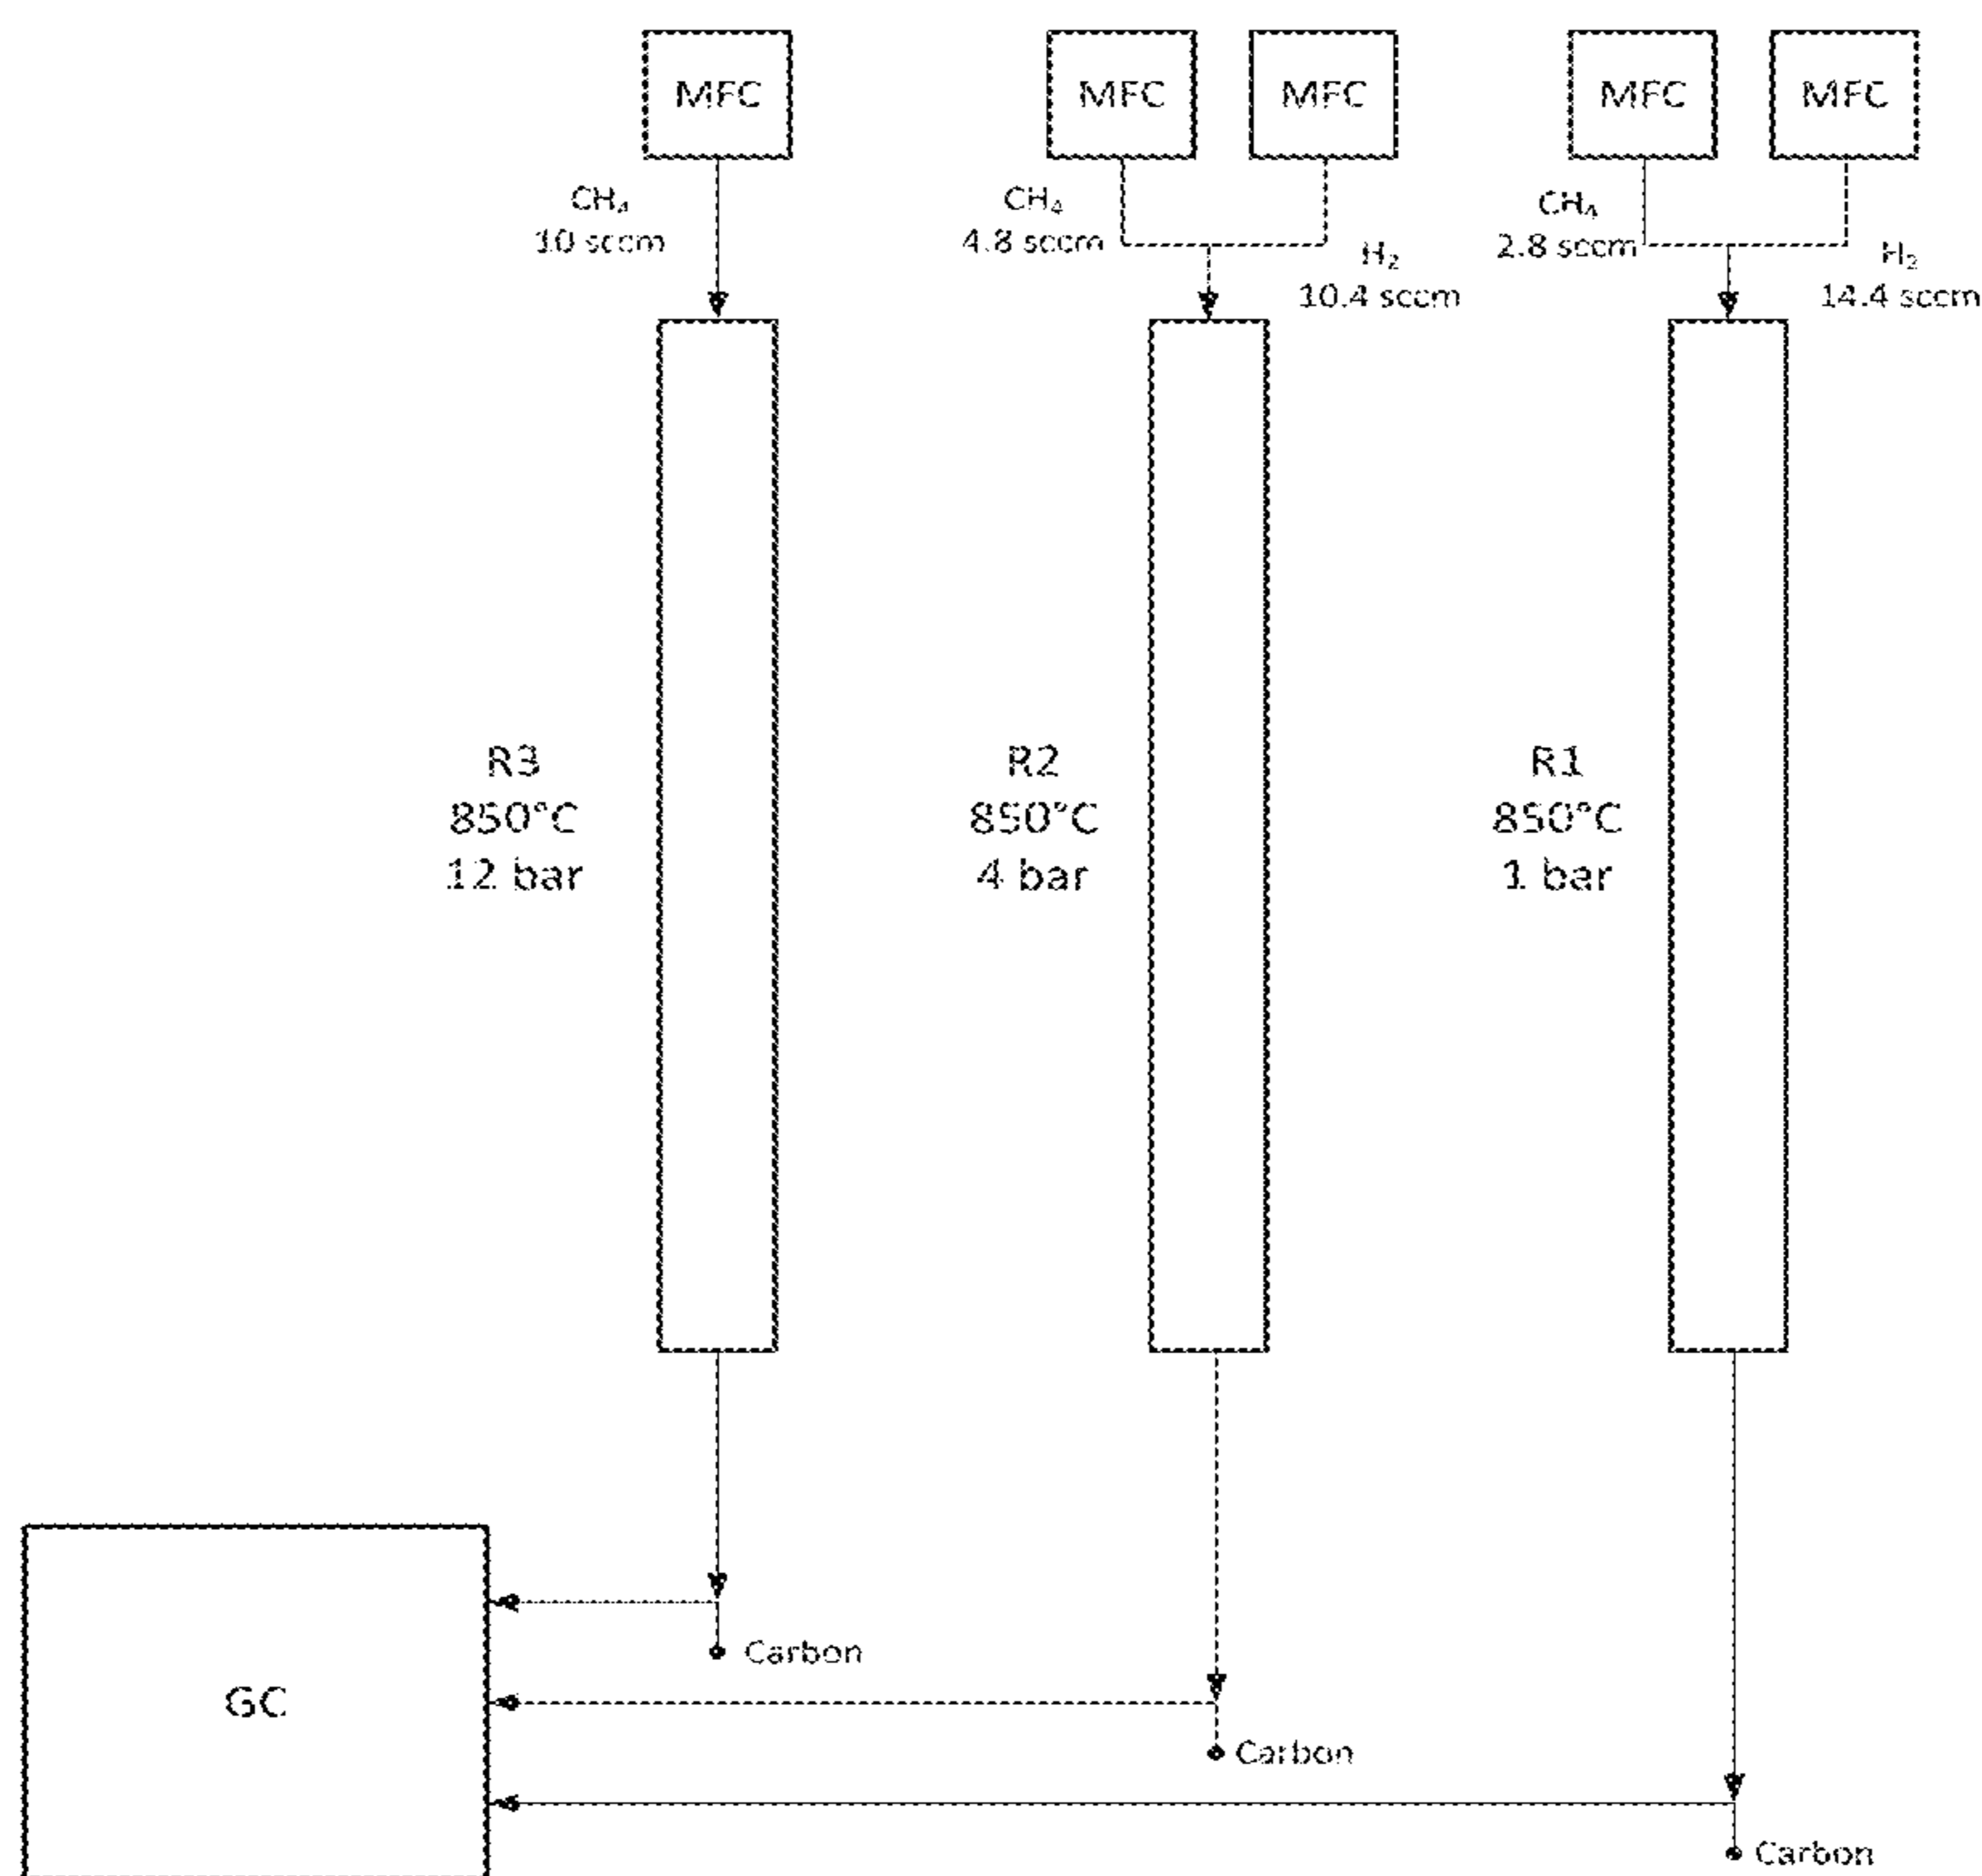 MFC
MFC
MFC
MFC
MFC
CH₄
10 sccm
CH₄
4.8 sccm
H₂
10.4 sccm
CH₄
2.8 sccm
H₂
14.4 sccm
R3
850°C
12 bar
R2
850°C
4 bar
R1
850°C
1 bar
Carbon
GC
Carbon
Carbon